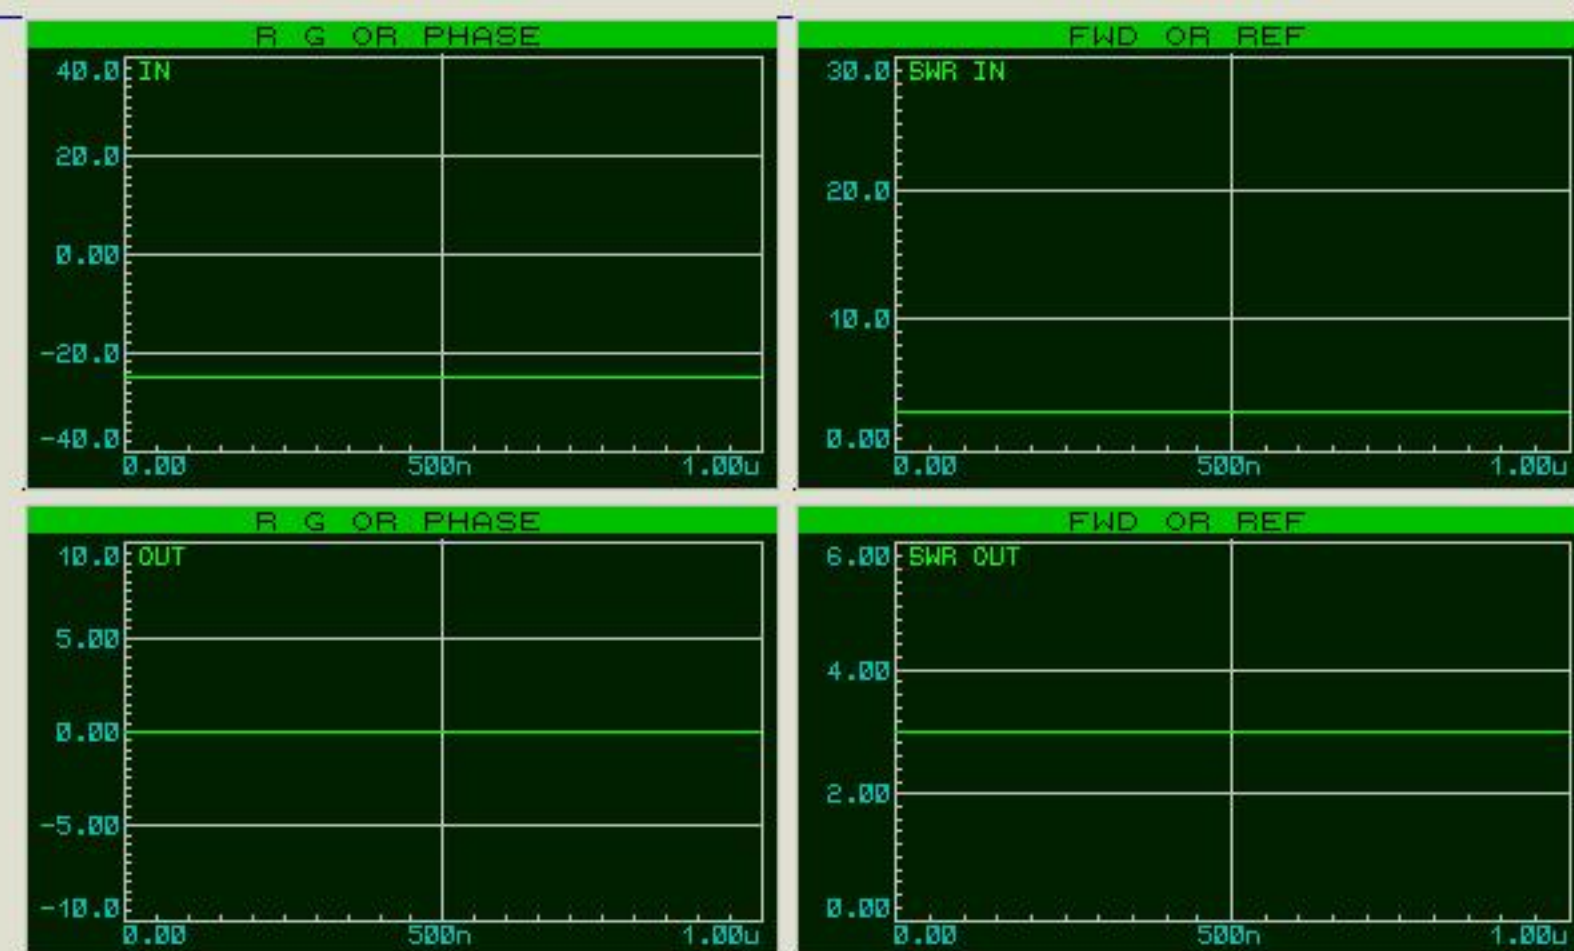 R G OR PHASE
40.0
IN
20.0
0.00
-20.0
-40.0
0.00 500n 1.00u
FWD OR REF
30.0
SWR IN
20.0
10.0
0.00
0.00 500n 1.00u
R G OR PHASE
10.0
OUT
5.00
0.00
-5.00
-10.0
0.00 500n 1.00u
FWD OR REF
6.00
SWR OUT
4.00
2.00
0.00
0.00 500n 1.00u